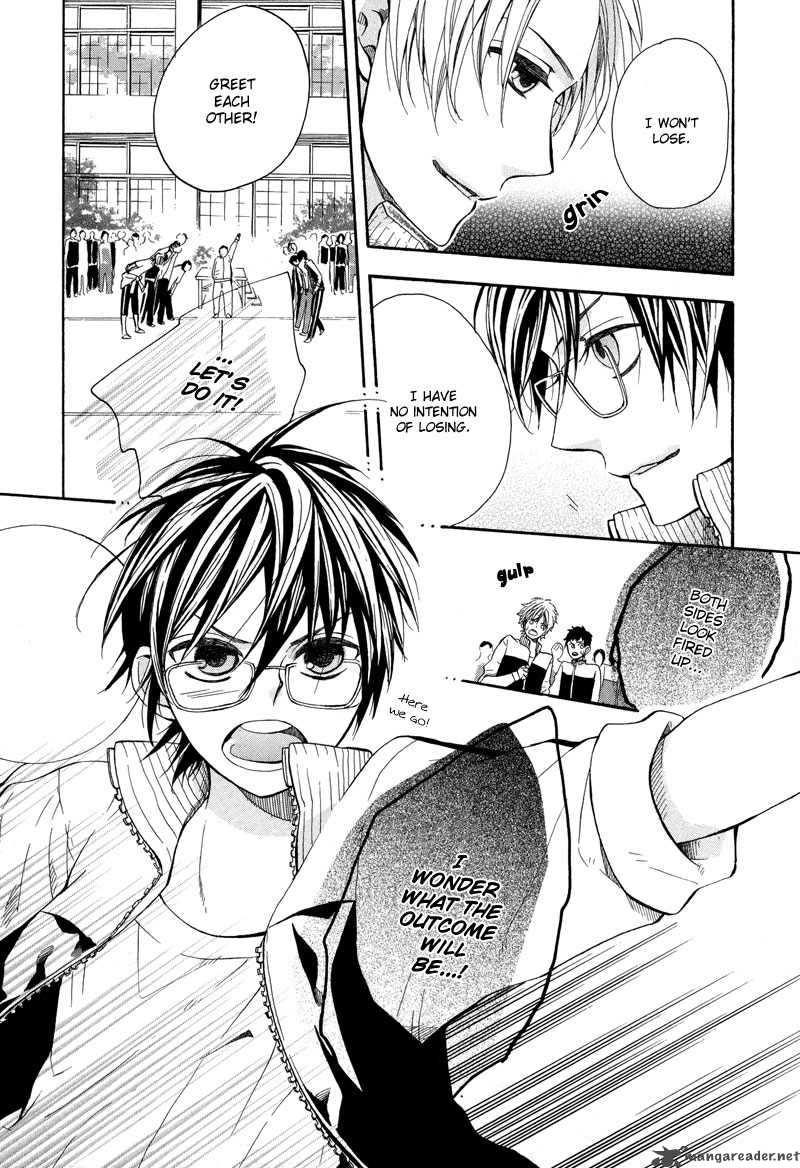 I WON'T
LOSE.
grin
GREET
EACH
OTHER!
I HAVE
NO INTENTION
OF LOSING.
...
LET'S
DO IT!
BOTH
SIDES
LOOK
FIRED
UP...
gulp
Here
we go!
I
WONDER
WHAT THE
OUTCOME
WILL
BE...!
mangareader.net